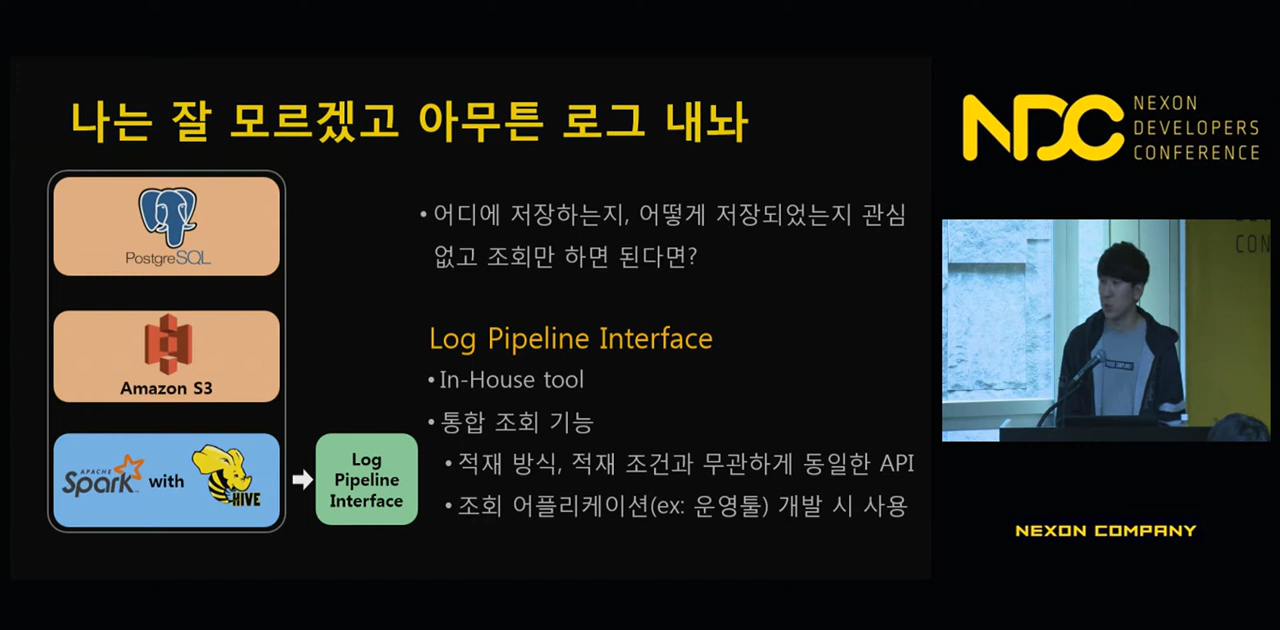 나는 잘 모르겠고 아무튼 로그 내놔
PostgreSQL
Amazon S3
APACHE
Spark
with
HIVE
Log
Pipeline
Interface
• 어디에 저장하는지, 어떻게 저장되었는지 관심
없고 조회만 하면 된다면?
Log Pipeline Interface
• In-House tool
• 통합 조회 기능
• 적재 방식, 적재 조건과 무관하게 동일한 API
• 조회 어플리케이션(ex: 운영툴) 개발 시 사용
NDC
NEXON
DEVELOPERS
CONFERENCE
CON
NEXON COMPANY